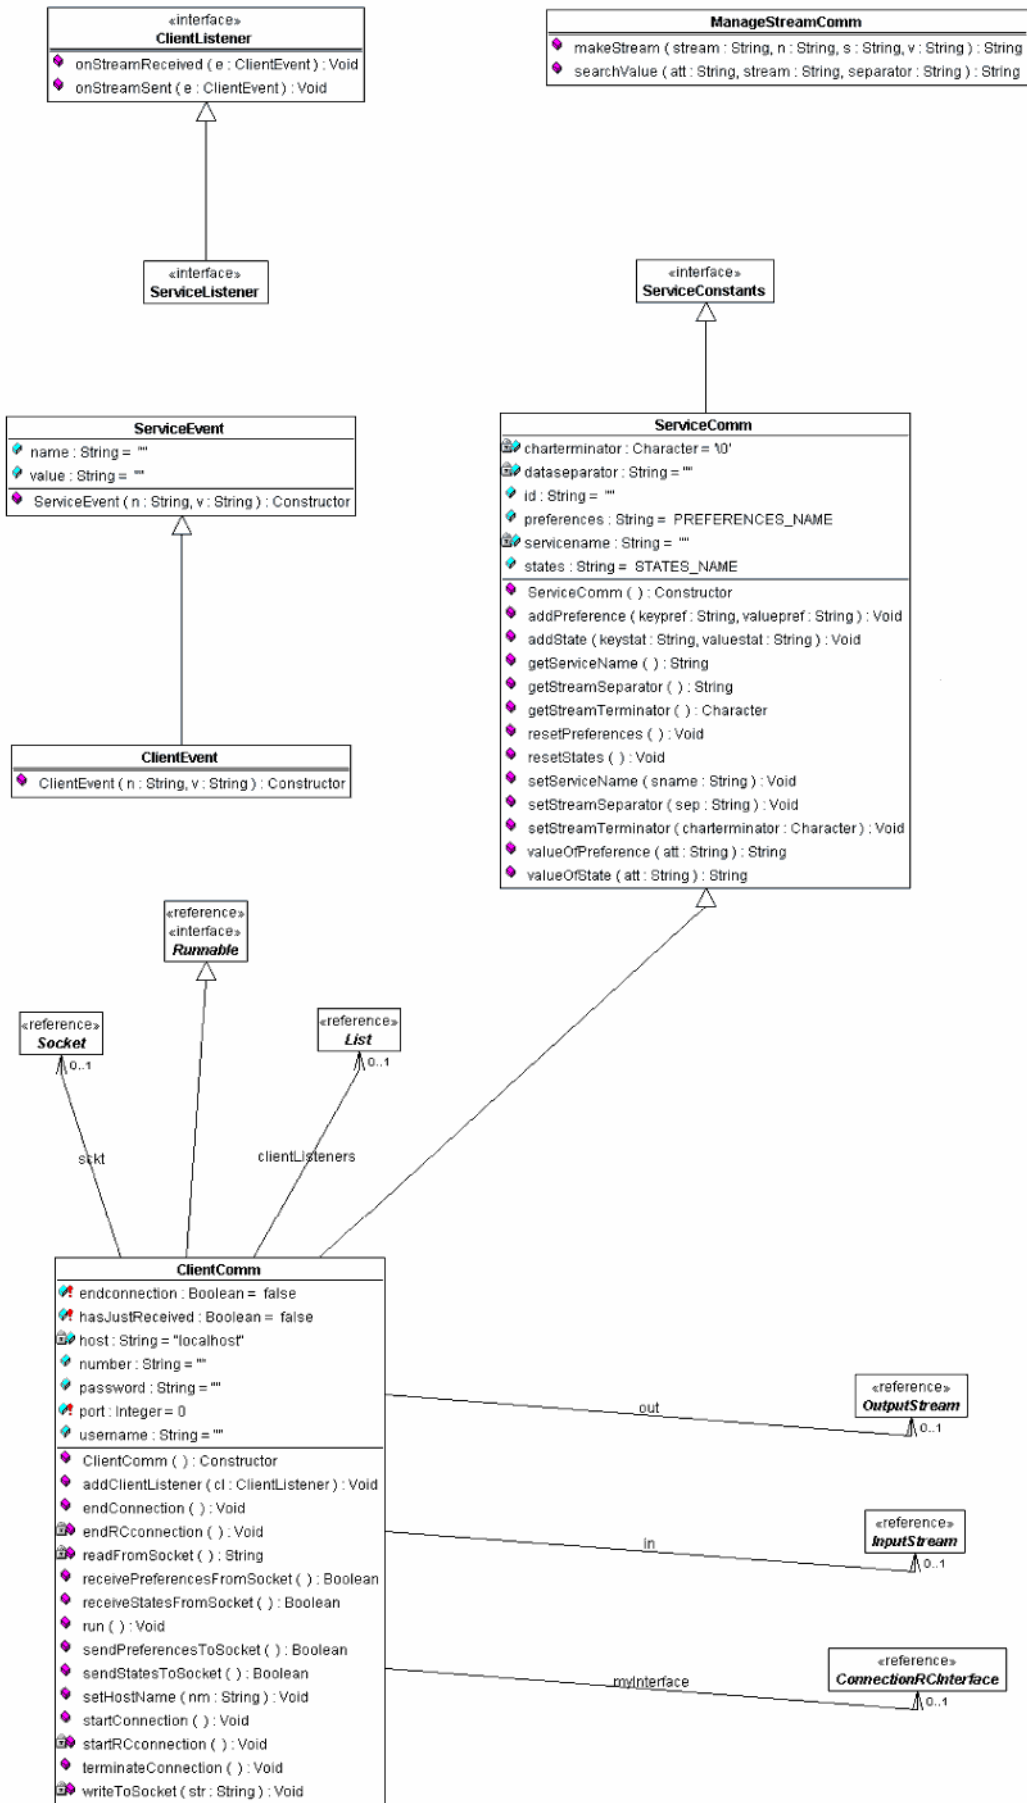 «interface»
ClientListener
onStreamReceived ( e : ClientEvent ) : Void
onStreamSent ( e : ClientEvent ) : Void
ManageStreamComm
makeStream ( stream : String, n : String, s : String, v : String ) : String
searchValue ( att : String, stream : String, separator : String ) : String
«interface»
ServiceListener
«interface»
ServiceConstants
ServiceEvent
name : String = ""
value : String = ""
ServiceEvent ( n : String, v : String ) : Constructor
ServiceComm
charterminator : Character = '\0'
dataseparator : String = ""
id : String = ""
preferences : String = PREFERENCES_NAME
servicename : String = ""
states : String = STATES_NAME
ServiceComm ( ) : Constructor
addPreference ( keypref : String, valuepref : String ) : Void
addState ( keystat : String, valuestat : String ) : Void
getServiceName ( ) : String
getStreamSeparator ( ) : String
getStreamTerminator ( ) : Character
resetPreferences ( ) : Void
resetStates ( ) : Void
setServiceName ( sname : String ) : Void
setStreamSeparator ( sep : String ) : Void
setStreamTerminator ( charterminator : Character ) : Void
valueOfPreference ( att : String ) : String
valueOfState ( att : String ) : String
ClientEvent
ClientEvent ( n : String, v : String ) : Constructor
«reference»
«interface»
Runnable
«reference»
Socket
0..1
«reference»
List
0..1
sckt
clientListeners
ClientComm
endconnection : Boolean = false
hasJustReceived : Boolean = false
host : String = "localhost"
number : String = ""
password : String = ""
port : Integer = 0
username : String = ""
ClientComm ( ) : Constructor
addClientListener ( cl : ClientListener ) : Void
endConnection ( ) : Void
endRCconnection ( ) : Void
readFromSocket ( ) : String
receivePreferencesFromSocket ( ) : Boolean
receiveStatesFromSocket ( ) : Boolean
run ( ) : Void
sendPreferencesToSocket ( ) : Boolean
sendStatesToSocket ( ) : Boolean
setHostName ( nm : String ) : Void
startConnection ( ) : Void
startRCconnection ( ) : Void
terminateConnection ( ) : Void
writeToSocket ( str : String ) : Void
out
«reference»
OutputStream
0..1
in
«reference»
InputStream
0..1
myInterface
«reference»
ConnectionRCInterface
0..1